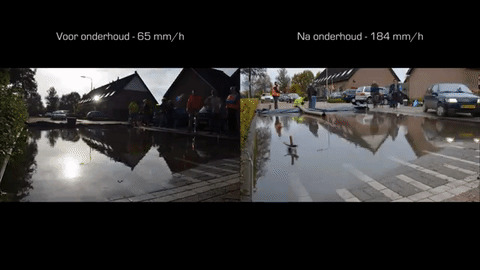 Voor onderhoud - 65 mm/h
Na onderhoud - 184 mm/h